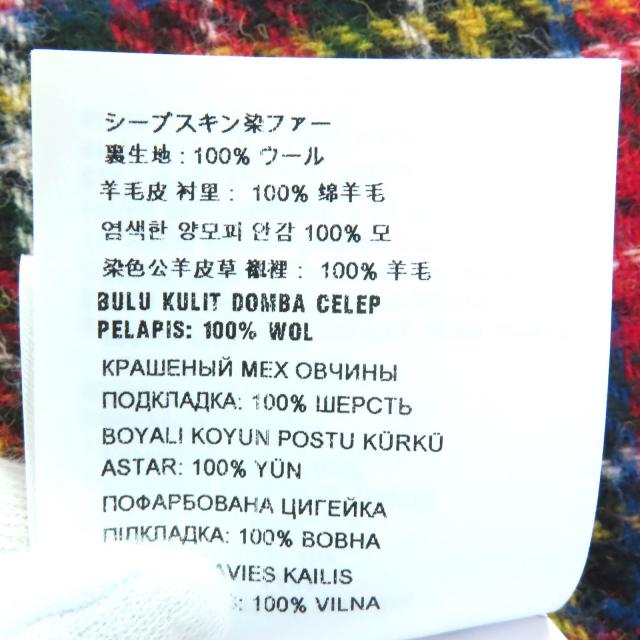 シープスキン染ファー
裏生地 : 100% ウール
羊毛皮 衬里 : 100% 绵羊毛
염색한 양모피 안감 100% 모
染色公羊皮草 襯裡 : 100% 羊毛
BULU KULIT DOMBA CELEP
PELAPIS: 100% WOL
КРАШЕНЫЙ МЕХ ОВЧИНЫ
ПОДКЛАДКА: 100% ШЕРСТЬ
BOYALI KOYUN POSTU KÜRKÜ
ASTAR: 100% YÜN
ПОФАРБОВАНА ЦИГЕЙКА
ПІПКЛАДКА: 100% ВОВНА
AVIES KAILIS
: 100% VILNA